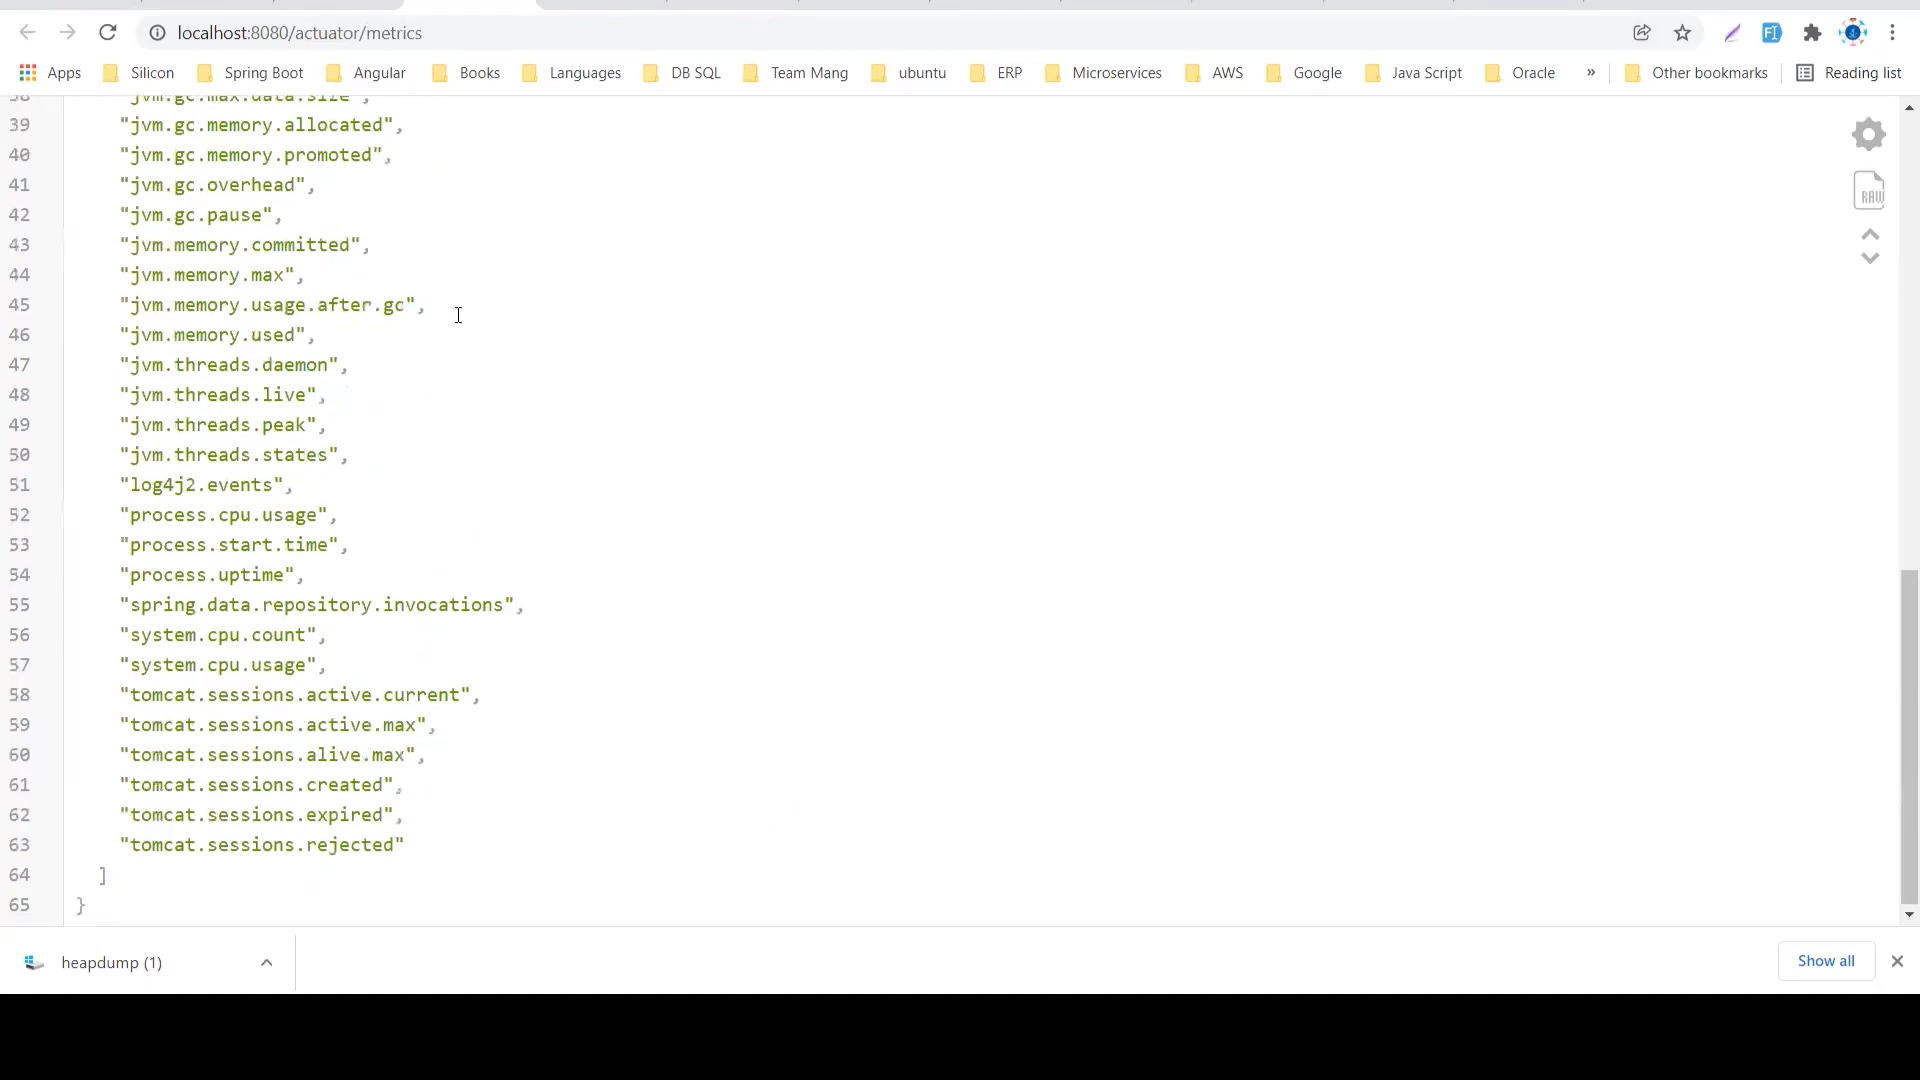 localhost:8080/actuator/metrics
Apps Silicon Spring Boot Angular Books Languages DB SQL Team Mang ubuntu ERP Microservices AWS Google Java Script Oracle » Other bookmarks Reading list
38 "jvm.gc.max.data.size",
39 "jvm.gc.memory.allocated",
40 "jvm.gc.memory.promoted",
41 "jvm.gc.overhead",
42 "jvm.gc.pause",
43 "jvm.memory.committed",
44 "jvm.memory.max",
45 "jvm.memory.usage.after.gc",
46 "jvm.memory.used",
47 "jvm.threads.daemon",
48 "jvm.threads.live",
49 "jvm.threads.peak",
50 "jvm.threads.states",
51 "log4j2.events",
52 "process.cpu.usage",
53 "process.start.time",
54 "process.uptime",
55 "spring.data.repository.invocations",
56 "system.cpu.count",
57 "system.cpu.usage",
58 "tomcat.sessions.active.current",
59 "tomcat.sessions.active.max",
60 "tomcat.sessions.alive.max",
61 "tomcat.sessions.created",
62 "tomcat.sessions.expired",
63 "tomcat.sessions.rejected"
64 ]
65 }
RAW
heapdump (1) Show all